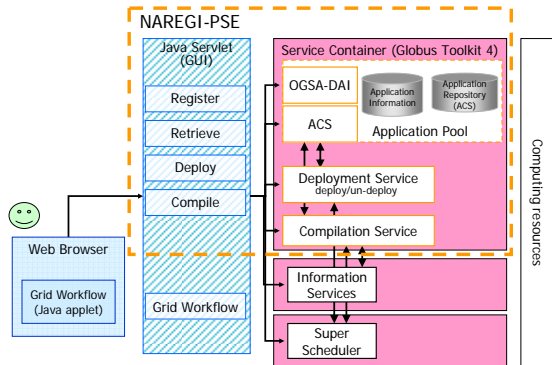 NAREGI-PSE
Java Servlet
(GUI)
Register
Retrieve
Deploy
Compile
Grid Workflow
Web Browser
Grid Workflow
(Java applet)
Service Container (Globus Toolkit 4)
OGSA-DAI
ACS
Application
Information
Application
Repository
(ACS)
Application Pool
Deployment Service
deploy/un-deploy
Compilation Service
Information
Services
Super
Scheduler
Computing resources